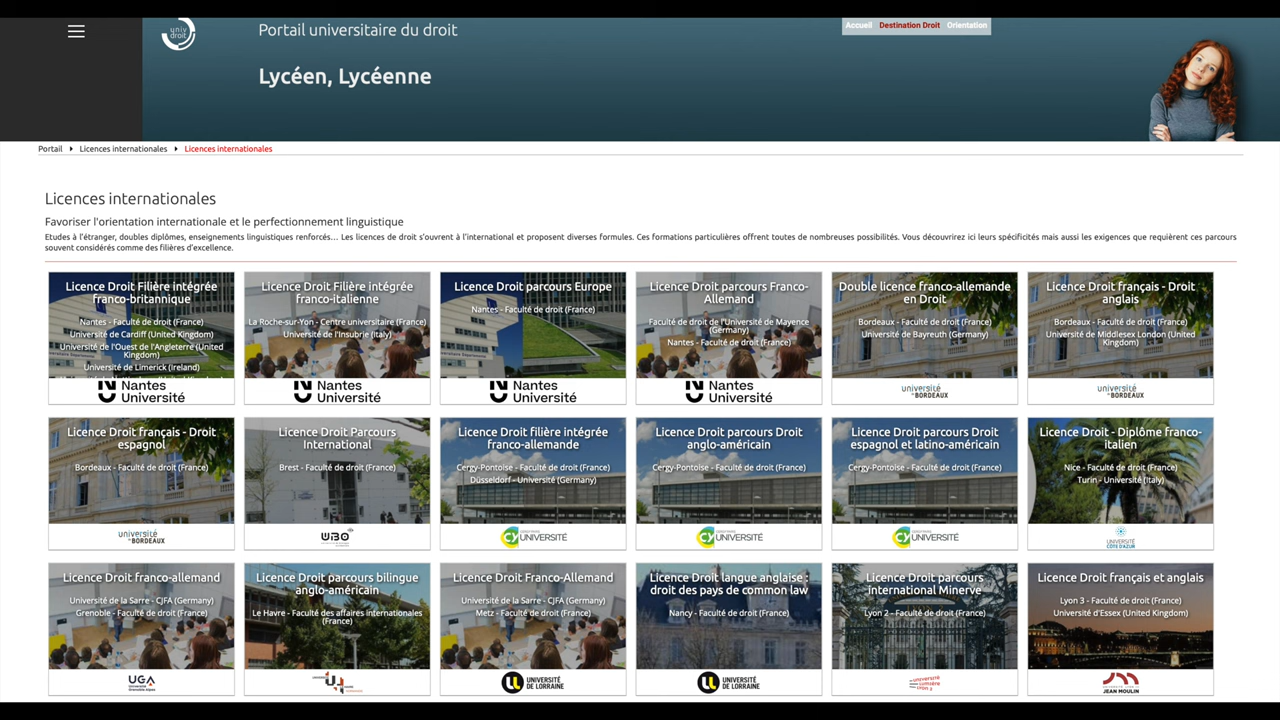 univ
droit
Portail universitaire du droit
Accueil Destination Droit Orientation
Lycéen, Lycéenne
Portail Licences internationales Licences internationales
Licences internationales
Favoriser l'orientation internationale et le perfectionnement linguistique
Etudes à l'étranger, doubles diplômes, enseignements linguistiques renforcés... Les licences de droit s'ouvrent à l'international et proposent diverses formules. Ces formations particulières offrent toutes de nombreuses possibilités. Vous découvrirez ici leurs spécificités mais aussi les exigences que requièrent ces parcours
souvent considérés comme des filières d'excellence.
Licence Droit Filière intégrée
franco-britannique
Nantes - Faculté de droit (France)
Université de Cardiff (United Kingdom)
Université de l'Ouest de l'Angleterre (United
Kingdom)
Université de Limerick (Ireland)
Nantes
Université
Licence Droit Filière intégrée
franco-italienne
La Roche-sur-Yon - Centre universitaire (France)
Université de l'Insubrie (Italy)
Nantes
Université
Licence Droit parcours Europe
Nantes - Faculté de droit (France)
Nantes
Université
Licence Droit parcours Franco-
Allemand
Faculté de droit de l'Université de Mayence
(Germany)
Nantes - Faculté de droit (France)
Nantes
Université
Double licence franco-allemande
en Droit
Bordeaux - Faculté de droit (France)
Université de Bayreuth (Germany)
université
de BORDEAUX
Licence Droit français - Droit
anglais
Bordeaux - Faculté de droit (France)
Université de Middlesex London (United
Kingdom)
université
de BORDEAUX
Licence Droit français - Droit
espagnol
Bordeaux - Faculté de droit (France)
université
de BORDEAUX
Licence Droit Parcours
International
Brest - Faculté de droit (France)
UBO
Licence Droit filière intégrée
franco-allemande
Cergy-Pontoise - Faculté de droit (France)
Düsseldorf - Université (Germany)
CY UNIVERSITÉ
Licence Droit parcours Droit
anglo-américain
Cergy-Pontoise - Faculté de droit (France)
CY UNIVERSITÉ
Licence Droit parcours Droit
espagnol et latino-américain
Cergy-Pontoise - Faculté de droit (France)
CY UNIVERSITÉ
Licence Droit - Diplôme franco-
italien
Nice - Faculté de droit (France)
Turin - Université (Italy)
UNIVERSITÉ
CÔTE D'AZUR
Licence Droit franco-allemand
Université de la Sarre - CJFA (Germany)
Grenoble - Faculté de droit (France)
UGA
Université
Grenoble Alpes
Licence Droit parcours bilingue
anglo-américain
Le Havre - Faculté des affaires internationales
(France)
Licence Droit Franco-Allemand
Université de la Sarre - CJFA (Germany)
Metz - Faculté de droit (France)
UNIVERSITÉ
DE LORRAINE
Licence Droit langue anglaise :
droit des pays de common law
Nancy - Faculté de droit (France)
UNIVERSITÉ
DE LORRAINE
Licence Droit parcours
international Minerve
Lyon 2 - Faculté de droit (France)
université
lumière
lyon 2
Licence Droit français et anglais
Lyon 3 - Faculté de droit (France)
Université d'Essex (United Kingdom)
JEAN MOULIN